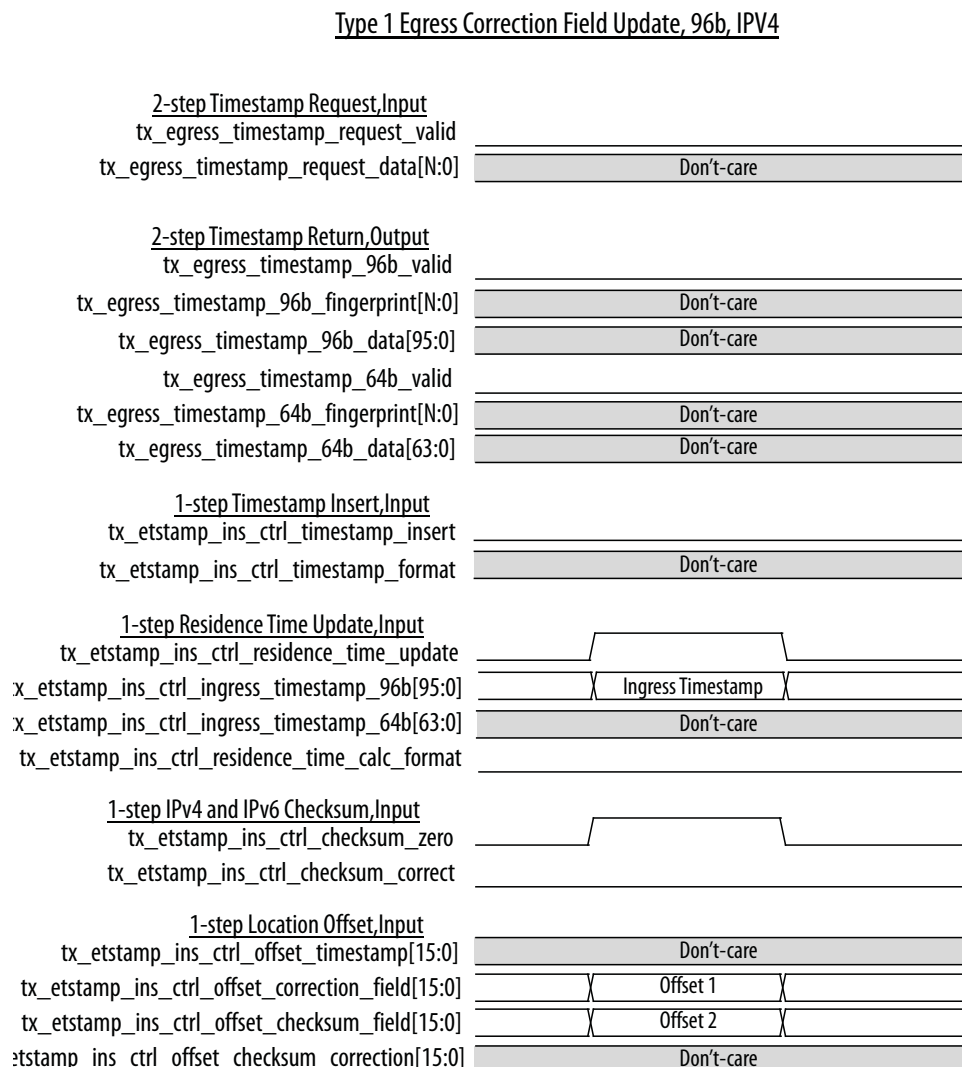 Type 1 Egress Correction Field Update, 96b, IPV4
2-step Timestamp Request,Input
tx_egress_timestamp_request_valid
tx_egress_timestamp_request_data[N:0] Don't-care
2-step Timestamp Return,Output
tx_egress_timestamp_96b_valid
tx_egress_timestamp_96b_fingerprint[N:0] Don't-care
tx_egress_timestamp_96b_data[95:0] Don't-care
tx_egress_timestamp_64b_valid
tx_egress_timestamp_64b_fingerprint[N:0] Don't-care
tx_egress_timestamp_64b_data[63:0] Don't-care
1-step Timestamp Insert,Input
tx_etstamp_ins_ctrl_timestamp_insert
tx_etstamp_ins_ctrl_timestamp_format Don't-care
1-step Residence Time Update,Input
tx_etstamp_ins_ctrl_residence_time_update
x_etstamp_ins_ctrl_ingress_timestamp_96b[95:0] Ingress Timestamp
x_etstamp_ins_ctrl_ingress_timestamp_64b[63:0] Don't-care
tx_etstamp_ins_ctrl_residence_time_calc_format
1-step IPv4 and IPv6 Checksum,Input
tx_etstamp_ins_ctrl_checksum_zero
tx_etstamp_ins_ctrl_checksum_correct
1-step Location Offset,Input
tx_etstamp_ins_ctrl_offset_timestamp[15:0] Don't-care
tx_etstamp_ins_ctrl_offset_correction_field[15:0] Offset 1
tx_etstamp_ins_ctrl_offset_checksum_field[15:0] Offset 2
etstamp_ins_ctrl_offset_checksum_correction[15:0] Don't-care